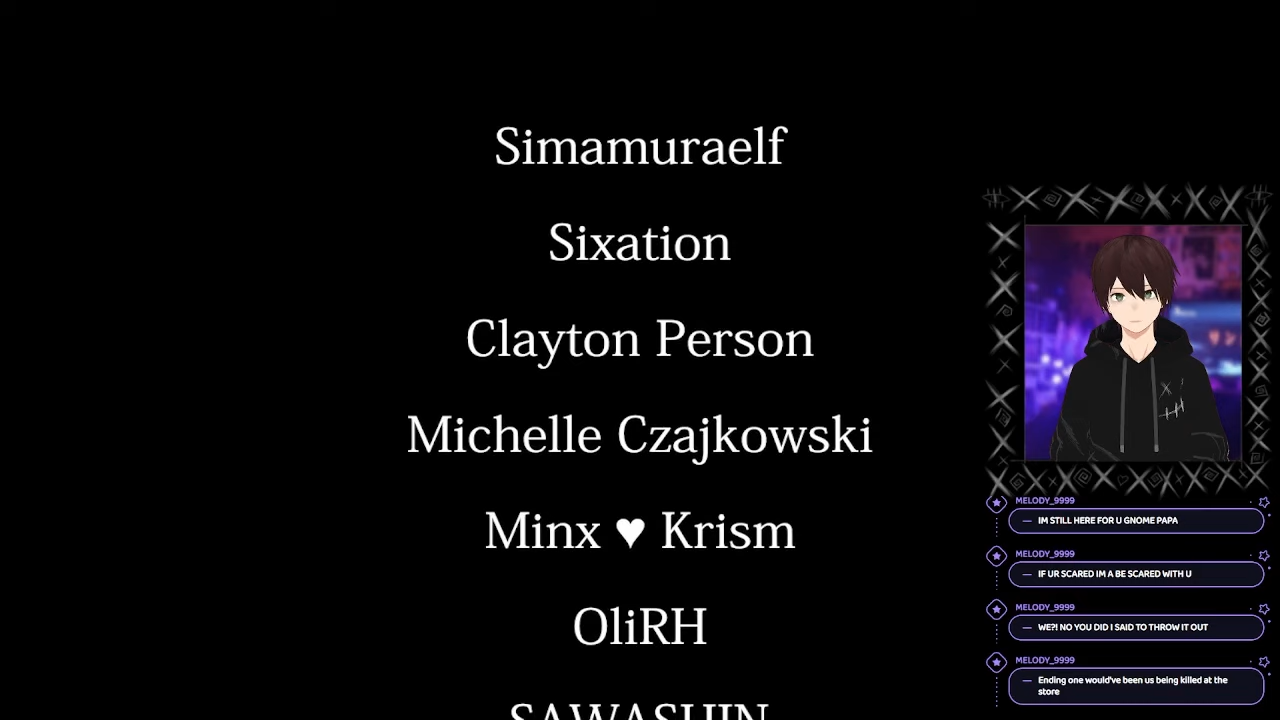 Simamuraelf
Sixation
Clayton Person
Michelle Czajkowski
Minx ♥ Krism
OliRH
SAWASHIN
MELODY_9999
— IM STILL HERE FOR U GNOME PAPA
MELODY_9999
— IF UR SCARED IM A BE SCARED WITH U
MELODY_9999
— WE?! NO YOU DID I SAID TO THROW IT OUT
MELODY_9999
— Ending one would've been us being killed at the
store